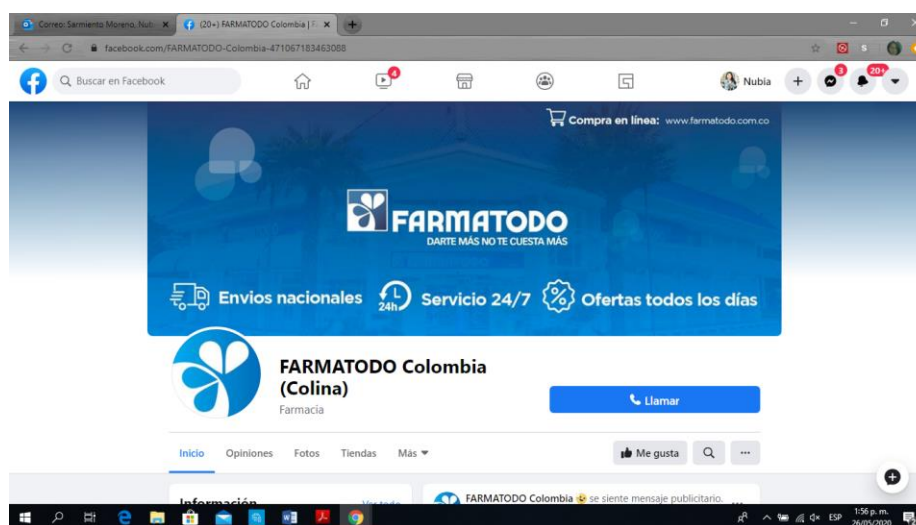 Correo: Sarmiento Moreno, Nubi
(20+) FARMATODO Colombia | F
facebook.com/FARMATODO-Colombia-471067183463088
Buscar en Facebook
4
Nubia
3
20+
Compra en línea: www.farmatodo.com.co
FARMATODO
DARTE MÁS NO TE CUESTA MÁS
Envios nacionales
24h
Servicio 24/7
Ofertas todos los días
FARMATODO Colombia
(Colina)
Farmacia
Llamar
Inicio Opiniones Fotos Tiendas Más
Me gusta
Información
Ver todo
FARMATODO Colombia se siente mensaje publicitario.
ESP
1:56 p. m.
26/05/2020